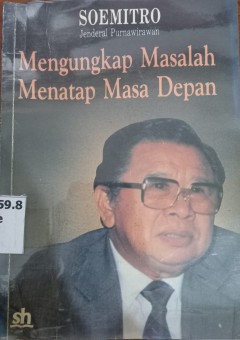 SOEMITRO
Jenderal Purnawirawan
Mengungkap Masalah
Menatap Masa Depan
59.8
e
sh